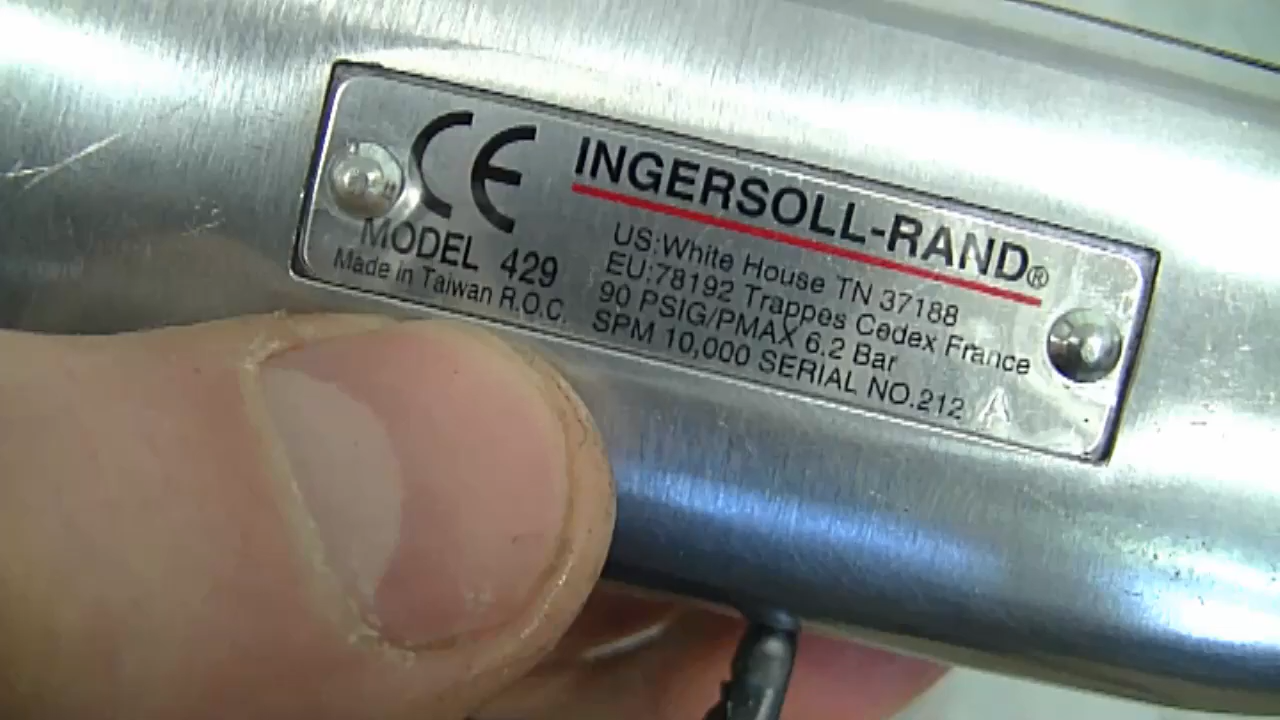 CE
INGERSOLL-RAND®
MODEL 429
Made in Taiwan R.O.C.
US:White House TN 37188
EU:78192 Trappes Cedex France
90 PSIG/PMAX 6.2 Bar
SPM 10,000 SERIAL NO.212 A